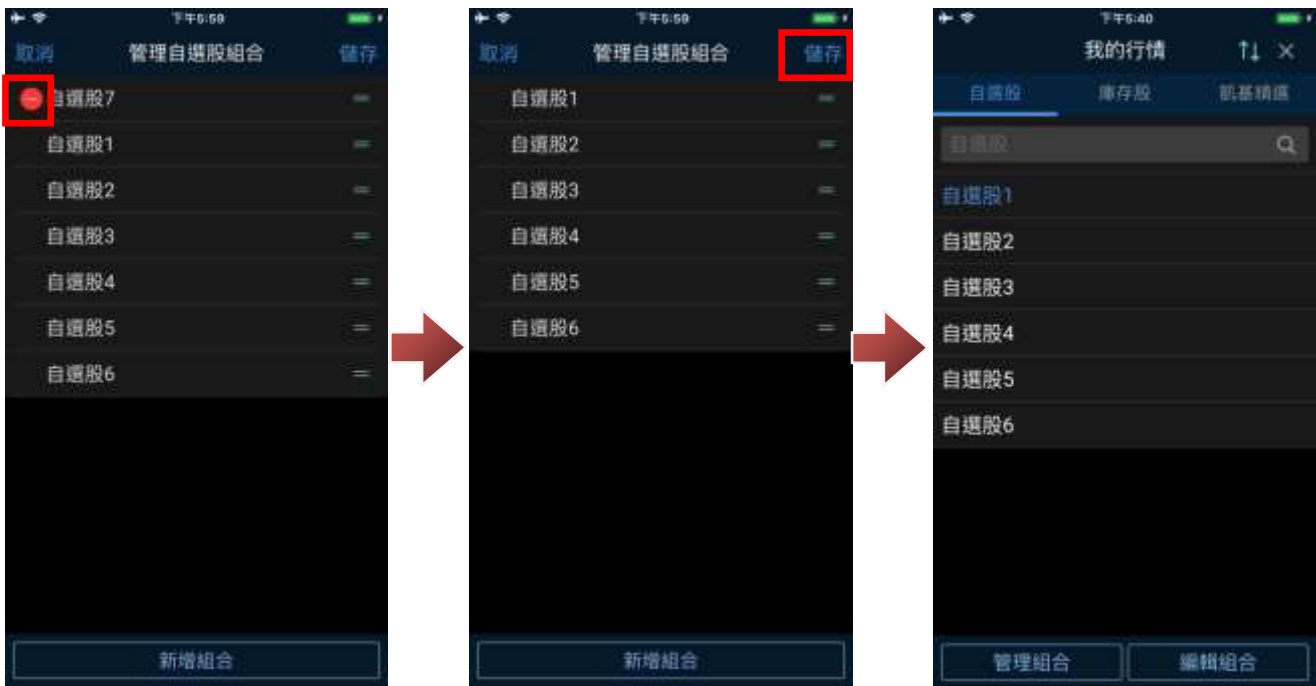 下午5:59
取消 管理自選股組合 儲存
自選股7
自選股1
自選股2
自選股3
自選股4
自選股5
自選股6
新增組合
下午5:59
取消 管理自選股組合 儲存
自選股1
自選股2
自選股3
自選股4
自選股5
自選股6
新增組合
下午5:40
我的行情
自選股 庫存股 凱基精選
自選股
自選股1
自選股2
自選股3
自選股4
自選股5
自選股6
管理組合 編輯組合